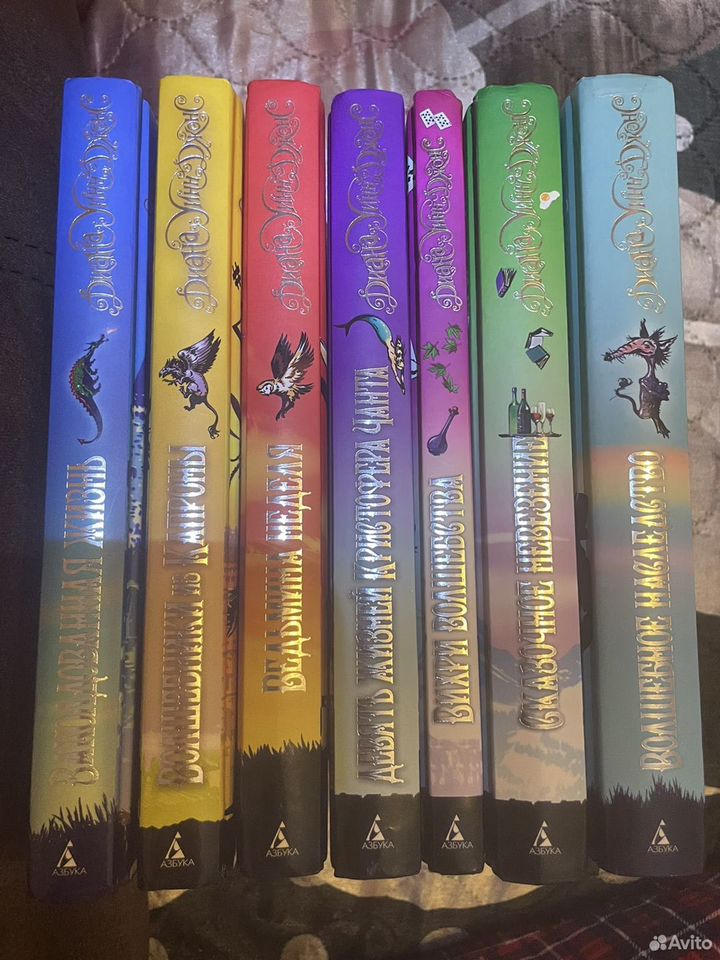 Диана Уинн Джонс
Заколдованная жизнь
АЗБУКА
Диана Уинн Джонс
Волшебники из Капроны
АЗБУКА
Диана Уинн Джонс
Ведьмина неделя
АЗБУКА
Диана Уинн Джонс
Девять жизней Кристофера Чанта
АЗБУКА
Диана Уинн Джонс
Вихри волшебства
АЗБУКА
Диана Уинн Джонс
Сказочное невезение
АЗБУКА
Диана Уинн Джонс
Волшебное наследство
АЗБУКА
Avito